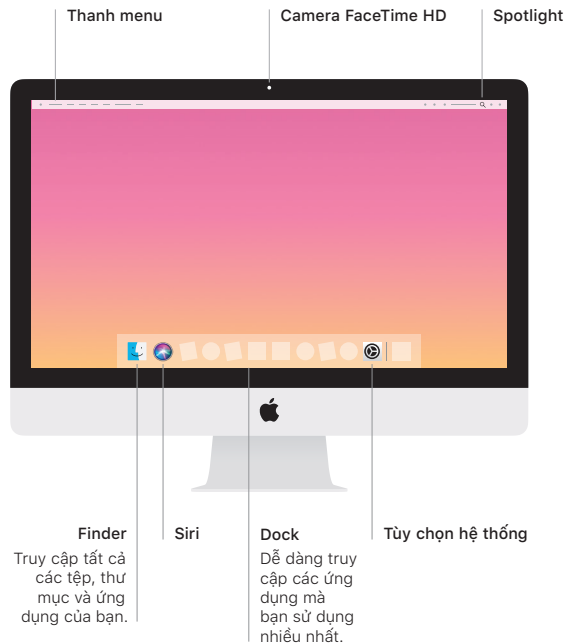 Thanh menu
Camera FaceTime HD
Spotlight
Finder
Truy cập tất cả
các tệp, thư
mục và ứng
dụng của bạn.
Siri
Dock
Dễ dàng truy
cập các ứng
dụng mà
bạn sử dụng
nhiều nhất.
Tùy chọn hệ thống